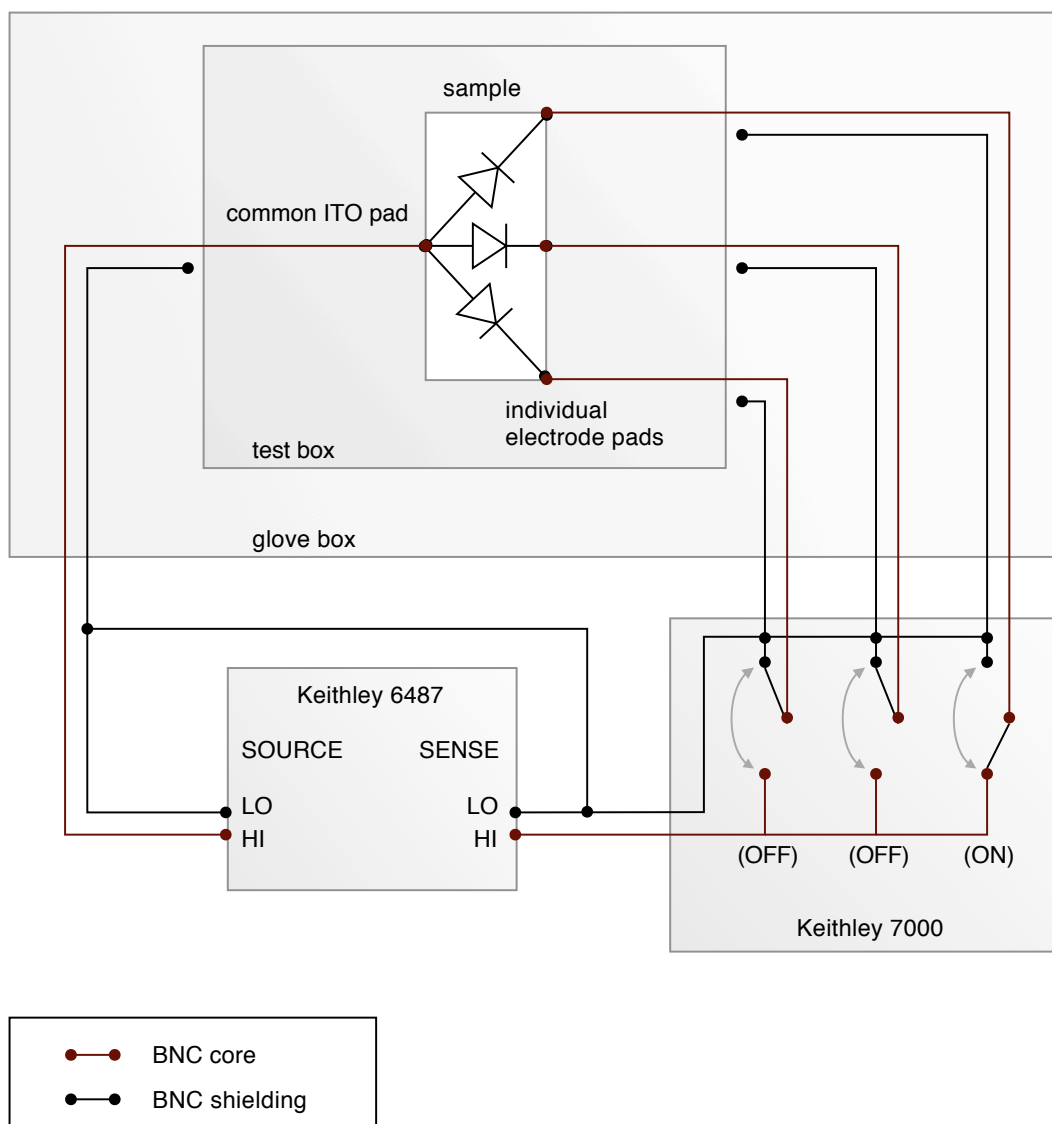 sample
common ITO pad
individual
electrode pads
test box
glove box
Keithley 6487
SOURCE
SENSE
LO
HI
LO
HI
(OFF)
(OFF)
(ON)
Keithley 7000
BNC core
BNC shielding